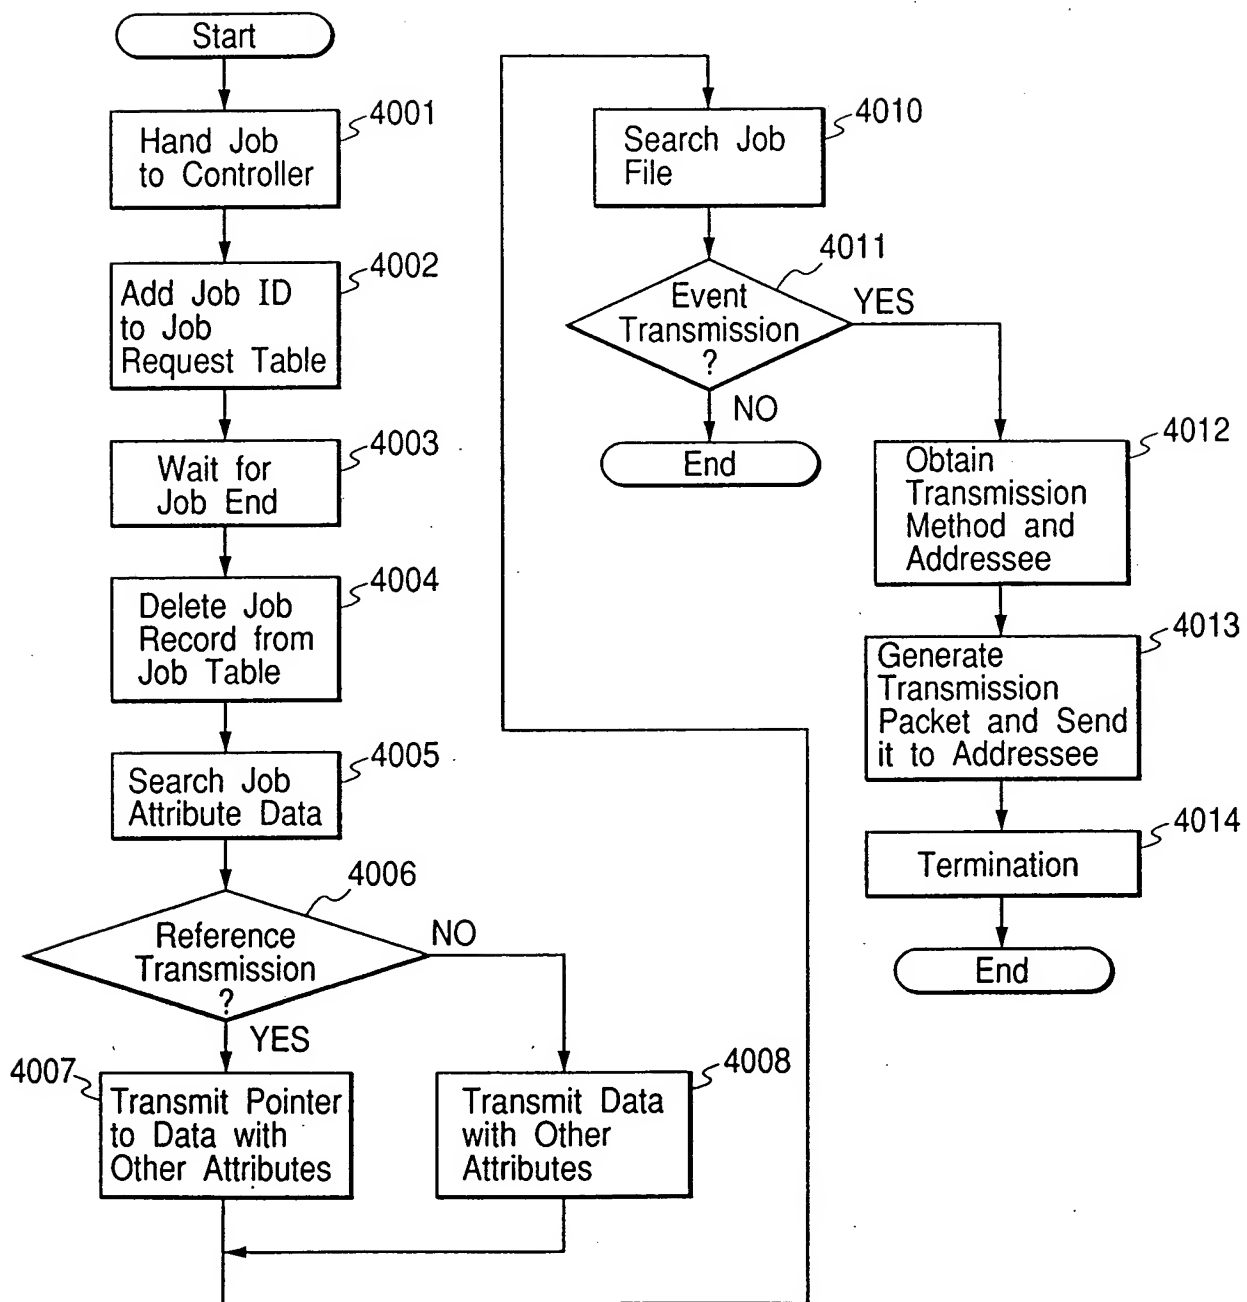 Start
4001
Hand Job
to Controller
4002
Add Job ID
to Job
Request Table
4003
Wait for
Job End
4004
Delete Job
Record from
Job Table
4005
Search Job
Attribute Data
4006
Reference
Transmission
?
NO
YES
4007
Transmit Pointer
to Data with
Other Attributes
4008
Transmit Data
with Other
Attributes
4010
Search Job
File
4011
Event
Transmission
?
YES
NO
End
4012
Obtain
Transmission
Method and
Addressee
4013
Generate
Transmission
Packet and Send
it to Addressee
4014
Termination
End